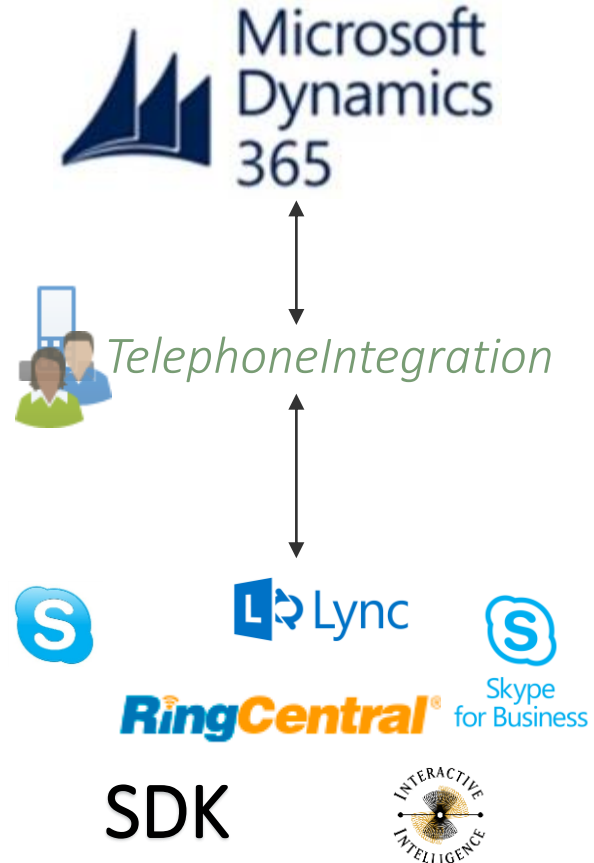 Microsoft
Dynamics
365
TelephoneIntegration
S
L Lync
S
Skype
for Business
RingCentral®
SDK
INTERACTIVE
INTELLIGENCE